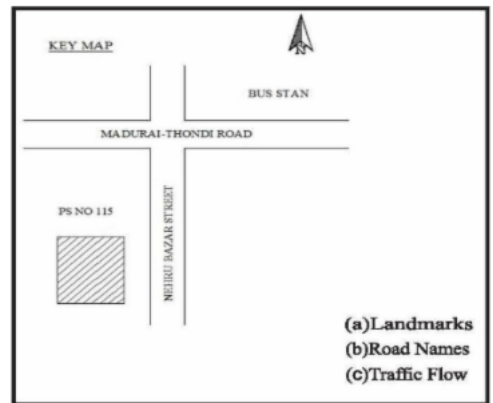 KEY MAP
N
BUS STAN
MADURAI-THONDI ROAD
PS NO 115
NEHRU BAZAR STREET
(a)Landmarks
(b)Road Names
(c)Traffic Flow